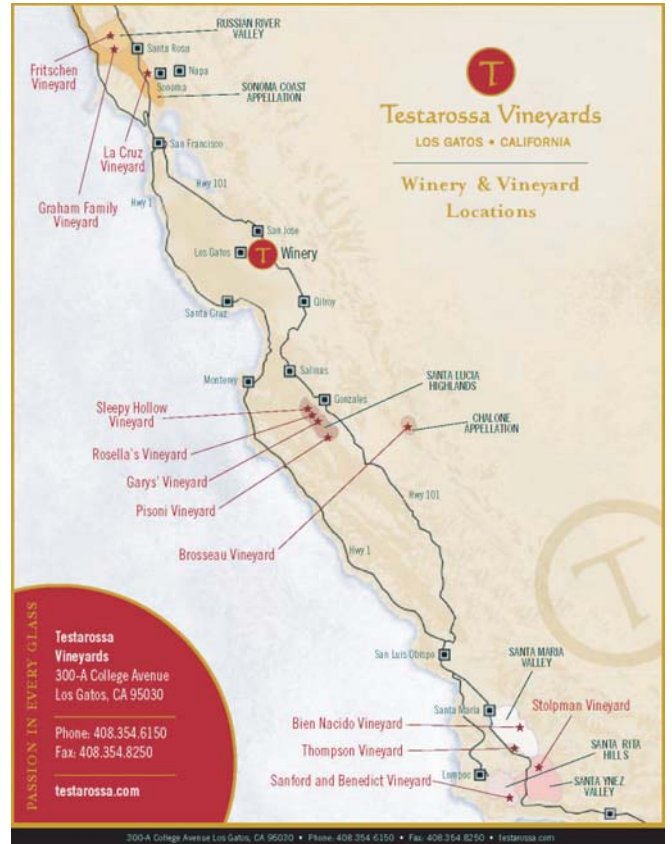 RUSSIAN RIVER
VALLEY
Santa Rosa
Fritschen
Vineyard
Napa
Sonoma
SONOMA COAST
APPELLATION
La Cruz
Vineyard
San Francisco
Graham Family
Vineyard
Hwy 1
Hwy 101
T
Testarossa Vineyards
LOS GATOS • CALIFORNIA
Winery & Vineyard
Locations
San Jose
Los Gatos
T
Winery
Santa Cruz
Gilroy
Monterey
Salinas
SANTA LUCIA
HIGHLANDS
Gonzales
CHALONE
APPELLATION
Sleepy Hollow
Vineyard
Rosella's Vineyard
Garys' Vineyard
Pisoni Vineyard
Brosseau Vineyard
Hwy 101
Hwy 1
T
San Luis Obispo
SANTA MARIA
VALLEY
Santa Maria
Stolpman Vineyard
Bien Nacido Vineyard
Thompson Vineyard
SANTA RITA
HILLS
Lompoc
Sanford and Benedict Vineyard
SANTA YNEZ
VALLEY
PASSION IN EVERY GLASS
Testarossa
Vineyards
300-A College Avenue
Los Gatos, CA 95030
Phone: 408.354.6150
Fax: 408.354.8250
testarossa.com
300-A College Avenue Los Gatos, CA 95030 • Phone: 408.354.6150 • Fax: 408.354.8250 • testarossa.com